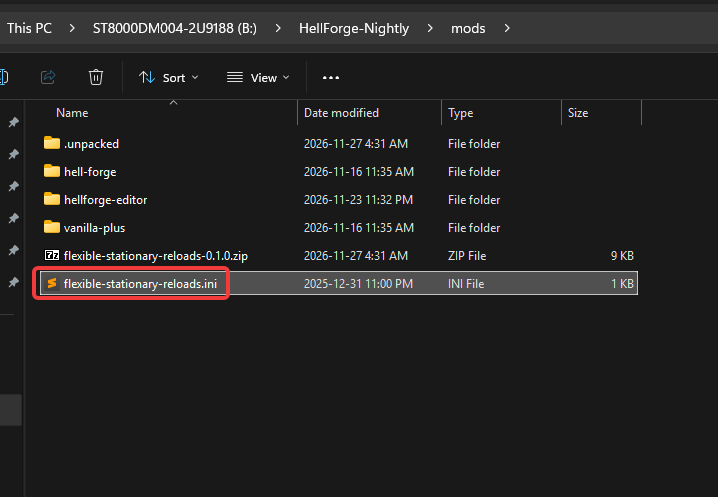 This PC > ST8000DM004-2U9188 (B:) > HellForge-Nightly > mods >
Sort View ...
Name Date modified Type Size
.unpacked 2026-11-27 4:31 AM File folder
hell-forge 2026-11-16 11:35 AM File folder
hellforge-editor 2026-11-23 11:32 PM File folder
vanilla-plus 2026-11-16 11:35 AM File folder
flexible-stationary-reloads-0.1.0.zip 2026-11-27 4:31 AM ZIP File 9 KB
flexible-stationary-reloads.ini 2025-12-31 11:00 PM INI File 1 KB